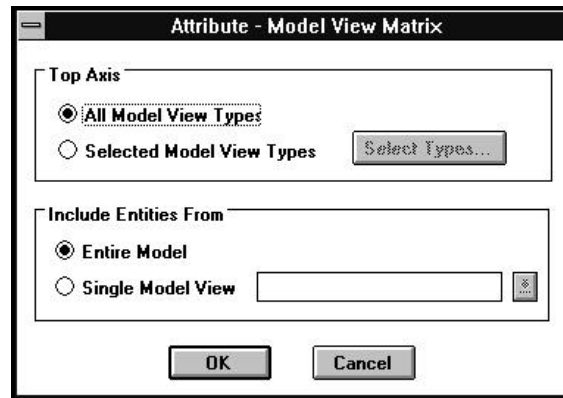 Attribute - Model View Matrix
Top Axis
All Model View Types
Selected Model View Types
Select Types...
Include Entities From
Entire Model
Single Model View
OK
Cancel